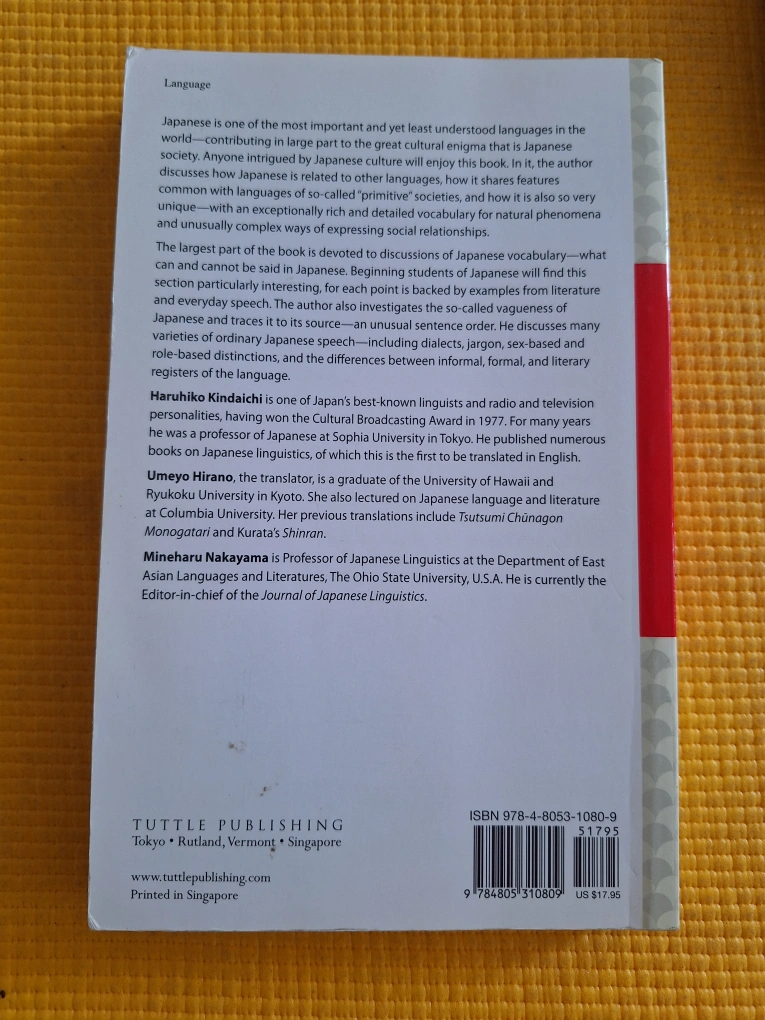 Language
Japanese is one of the most important and yet least understood languages in the
world—contributing in large part to the great cultural enigma that is Japanese
society. Anyone intrigued by Japanese culture will enjoy this book. In it, the author
discusses how Japanese is related to other languages, how it shares features
common with languages of so-called "primitive" societies, and how it is also so very
unique—with an exceptionally rich and detailed vocabulary for natural phenomena
and unusually complex ways of expressing social relationships.
The largest part of the book is devoted to discussions of Japanese vocabulary—what
can and cannot be said in Japanese. Beginning students of Japanese will find this
section particularly interesting, for each point is backed by examples from literature
and everyday speech. The author also investigates the so-called vagueness of
Japanese and traces it to its source—an unusual sentence order. He discusses many
varieties of ordinary Japanese speech—including dialects, jargon, sex-based and
role-based distinctions, and the differences between informal, formal, and literary
registers of the language.
Haruhiko Kindaichi is one of Japan's best-known linguists and radio and television
personalities, having won the Cultural Broadcasting Award in 1977. For many years
he was a professor of Japanese at Sophia University in Tokyo. He published numerous
books on Japanese linguistics, of which this is the first to be translated in English.
Umeyo Hirano, the translator, is a graduate of the University of Hawaii and
Ryukoku University in Kyoto. She also lectured on Japanese language and literature
at Columbia University. Her previous translations include Tsutsumi Chūnagon
Monogatari and Kurata's Shinran.
Mineharu Nakayama is Professor of Japanese Linguistics at the Department of East
Asian Languages and Literatures, The Ohio State University, U.S.A. He is currently the
Editor-in-chief of the Journal of Japanese Linguistics.
TUTTLE PUBLISHING
Tokyo • Rutland, Vermont • Singapore
www.tuttlepublishing.com
Printed in Singapore
ISBN 978-4-8053-1080-9
51795
9 784805 310809
US $17.95